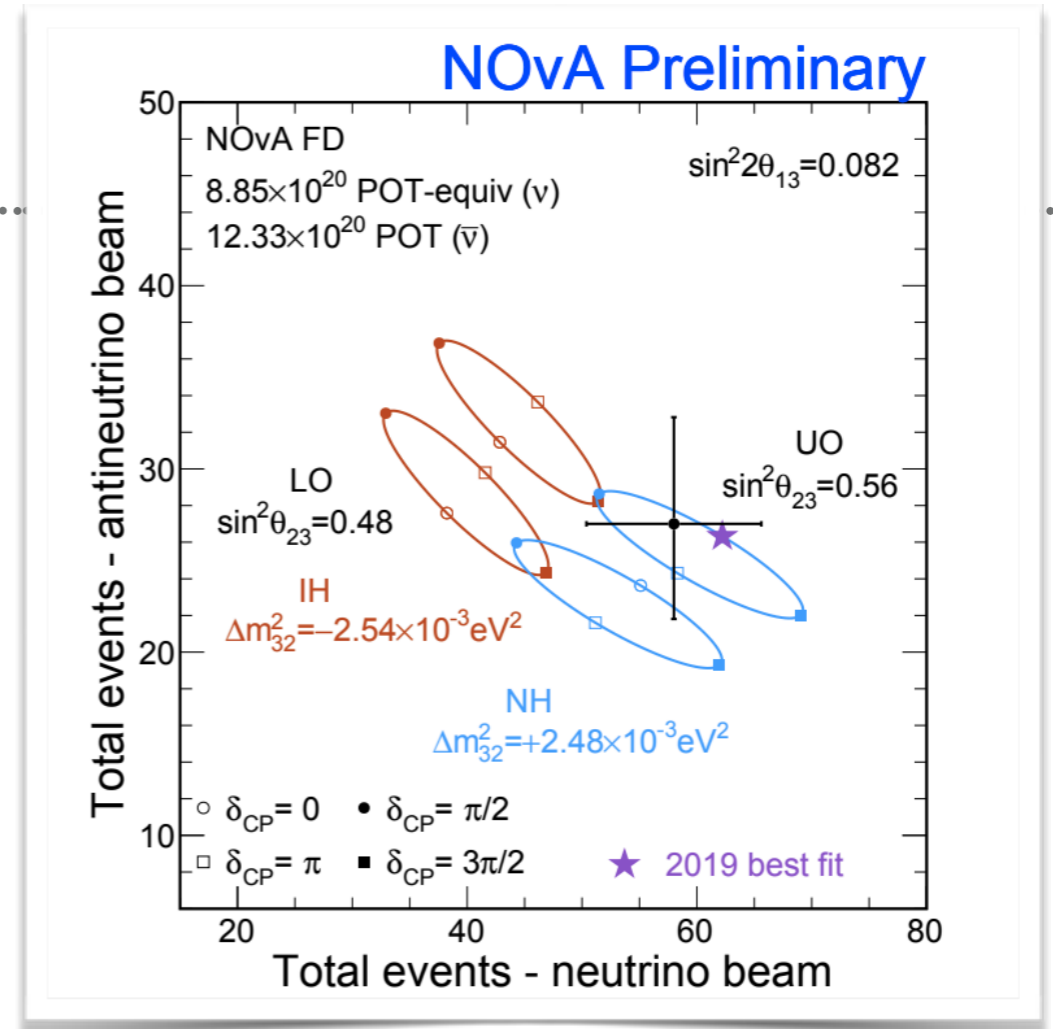 NOvA Preliminary
NOvA FD
8.85×10²⁰ POT-equiv (ν)
12.33×10²⁰ POT (ν̅)
sin²2θ₁₃=0.082
50
40
30
20
10
Total events - antineutrino beam
UO
sin²θ₂₃=0.56
LO
sin²θ₂₃=0.48
IH
Δm²₃₂=−2.54×10⁻³eV²
NH
Δm²₃₂=+2.48×10⁻³eV²
○ δCP= 0 ● δCP= π/2
□ δCP= π ■ δCP= 3π/2
★ 2019 best fit
20 40 60 80
Total events - neutrino beam